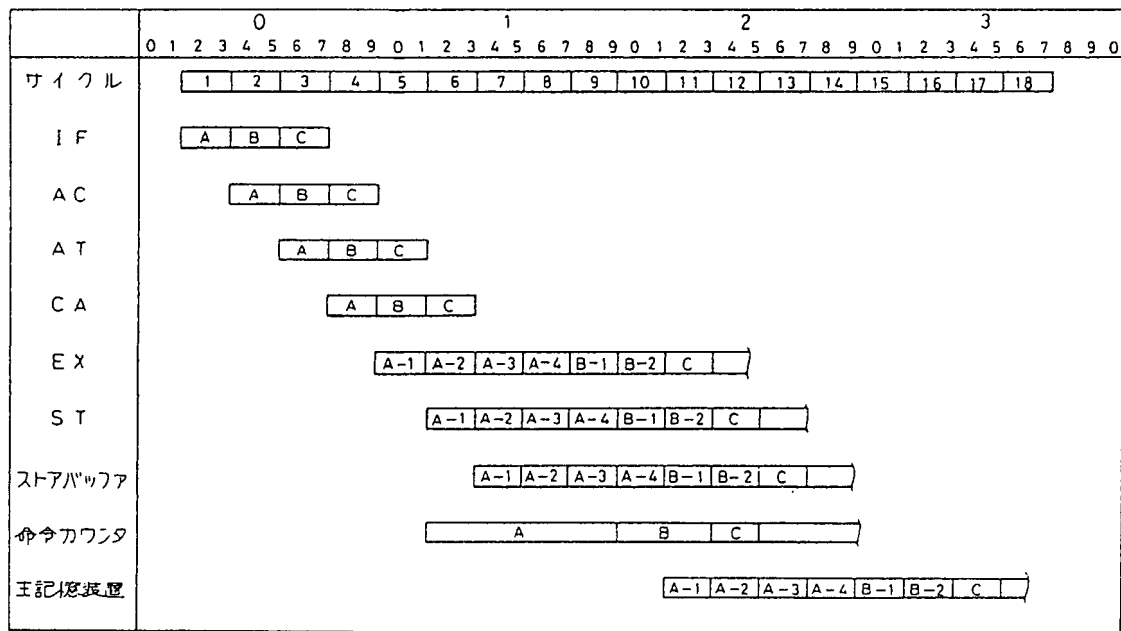 0 1 2 3
0 1 2 3 4 5 6 7 8 9 0 1 2 3 4 5 6 7 8 9 0 1 2 3 4 5 6 7 8 9 0 1 2 3 4 5 6 7 8 9 0
サイクル 1 2 3 4 5 6 7 8 9 10 11 12 13 14 15 16 17 18
IF A B C
AC A B C
AT A B C
CA A B C
EX A-1 A-2 A-3 A-4 B-1 B-2 C
ST A-1 A-2 A-3 A-4 B-1 B-2 C
ストアバッファ A-1 A-2 A-3 A-4 B-1 B-2 C
命令カウンタ A B C
主記憶装置 A-1 A-2 A-3 A-4 B-1 B-2 C